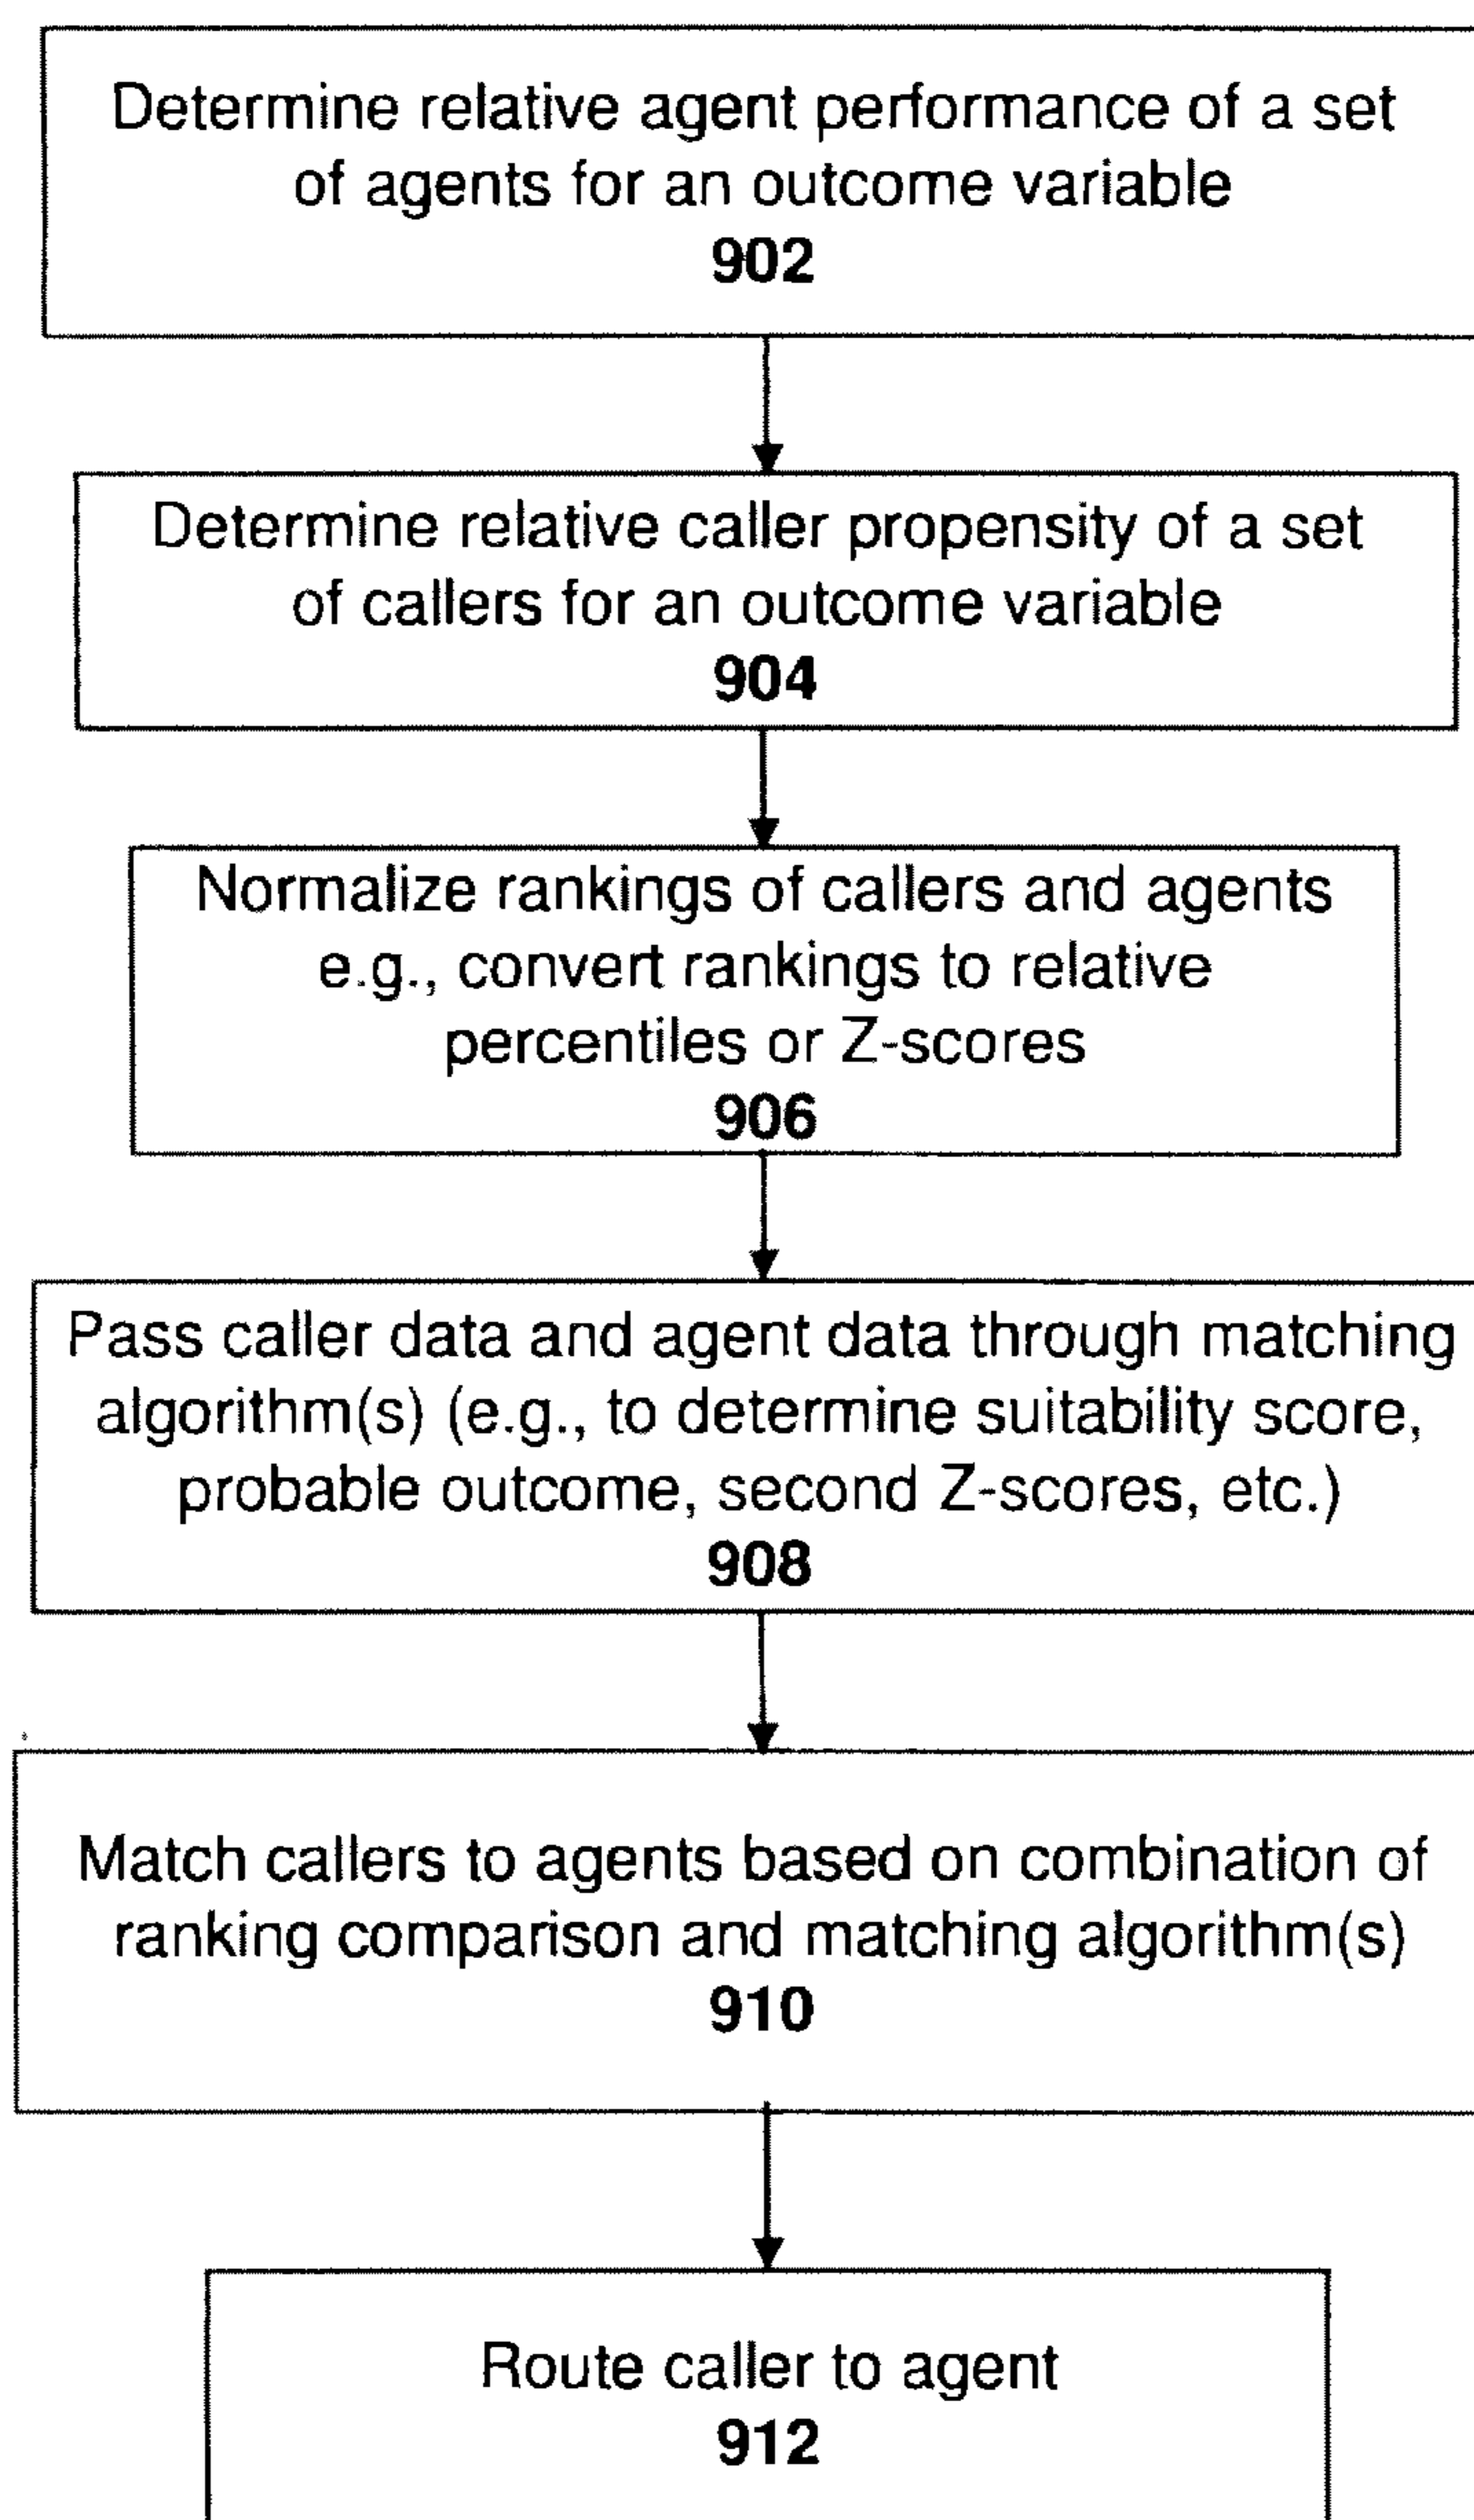 Determine relative agent performance of a set
of agents for an outcome variable
902
Determine relative caller propensity of a set
of callers for an outcome variable
904
Normalize rankings of callers and agents
e.g., convert rankings to relative
percentiles or Z-scores
906
Pass caller data and agent data through matching
algorithm(s) (e.g., to determine suitability score,
probable outcome, second Z-scores, etc.)
908
Match callers to agents based on combination of
ranking comparison and matching algorithm(s)
910
Route caller to agent
912